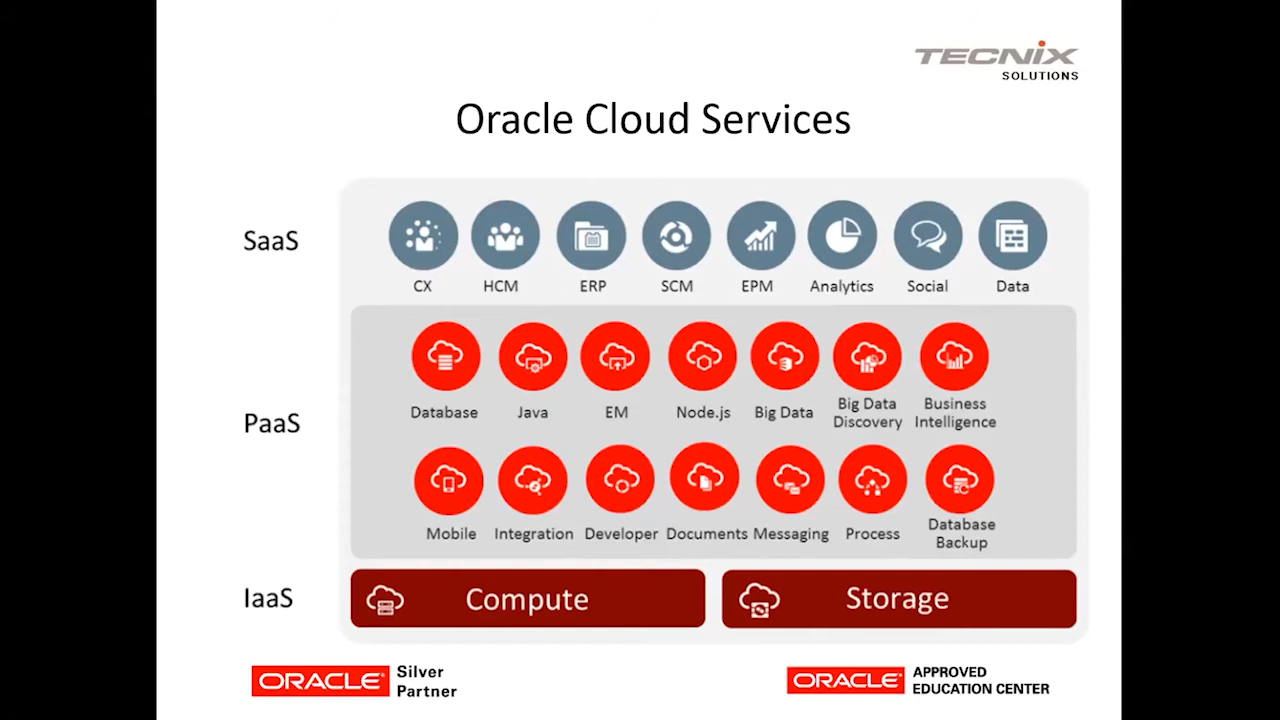 TECNIX
SOLUTIONS
Oracle Cloud Services
SaaS
CX HCM ERP SCM EPM Analytics Social Data
PaaS
Database Java EM Node.js Big Data Big Data Discovery Business Intelligence
Mobile Integration Developer Documents Messaging Process Database Backup
IaaS
Compute Storage
ORACLE Silver Partner
ORACLE APPROVED EDUCATION CENTER